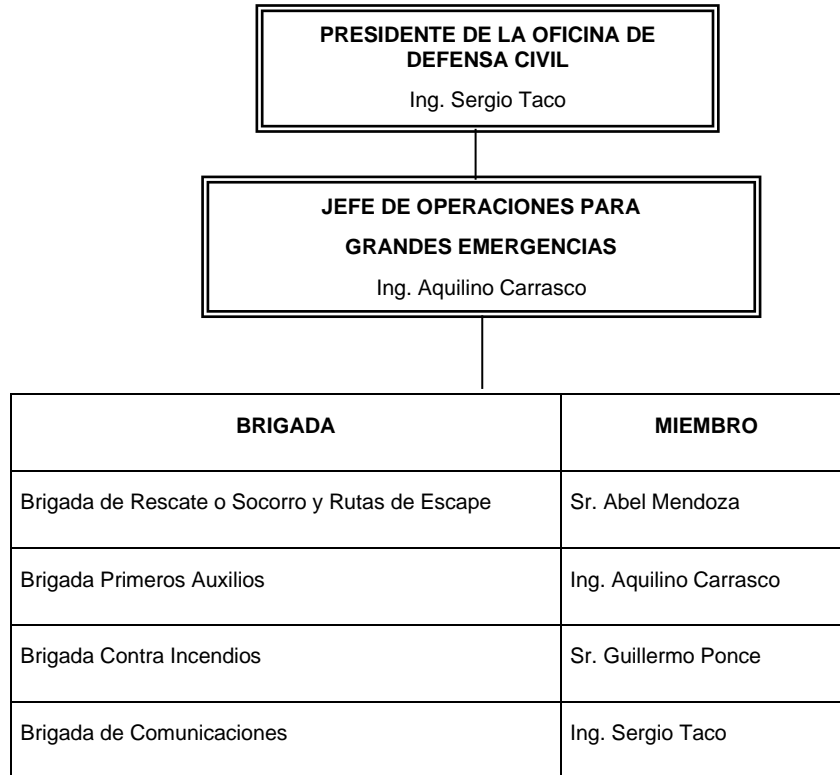 PRESIDENTE DE LA OFICINA DE
DEFENSA CIVIL
Ing. Sergio Taco
JEFE DE OPERACIONES PARA
GRANDES EMERGENCIAS
Ing. Aquilino Carrasco
BRIGADA MIEMBRO
Brigada de Rescate o Socorro y Rutas de Escape Sr. Abel Mendoza
Brigada Primeros Auxilios Ing. Aquilino Carrasco
Brigada Contra Incendios Sr. Guillermo Ponce
Brigada de Comunicaciones Ing. Sergio Taco